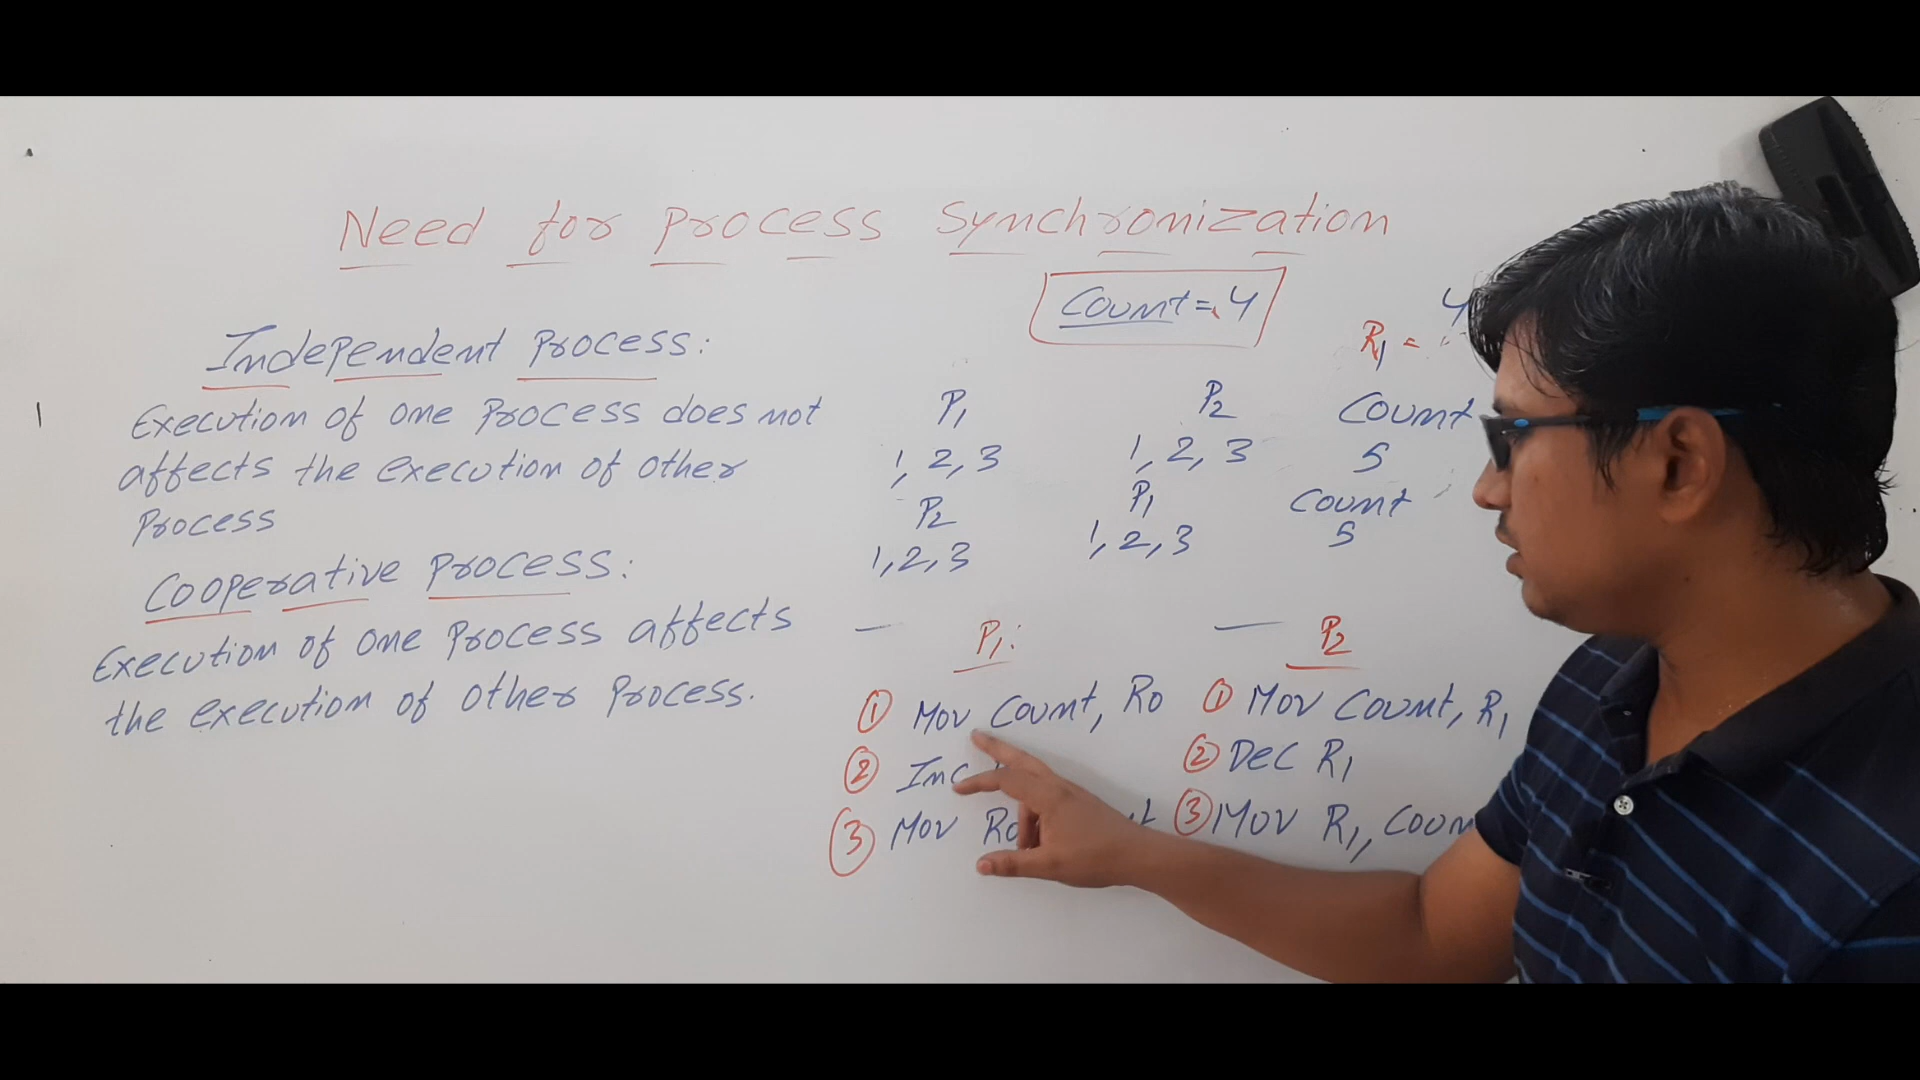 Need for Process Synchronization
Count = 4
4
R1 =
Independent Process:
Execution of one Process does not
affects the execution of other
Process
Cooperative Process:
Execution of one Process affects
the execution of other Process.
P1 P2 Count
1, 2, 3 1, 2, 3 5
P2 P1 Count
1, 2, 3 1, 2, 3 5
P1:
① Mov Count, R0
② Inc
③ Mov R0
P2
① Mov Count, R1
② Dec R1
③ Mov R1, Coun